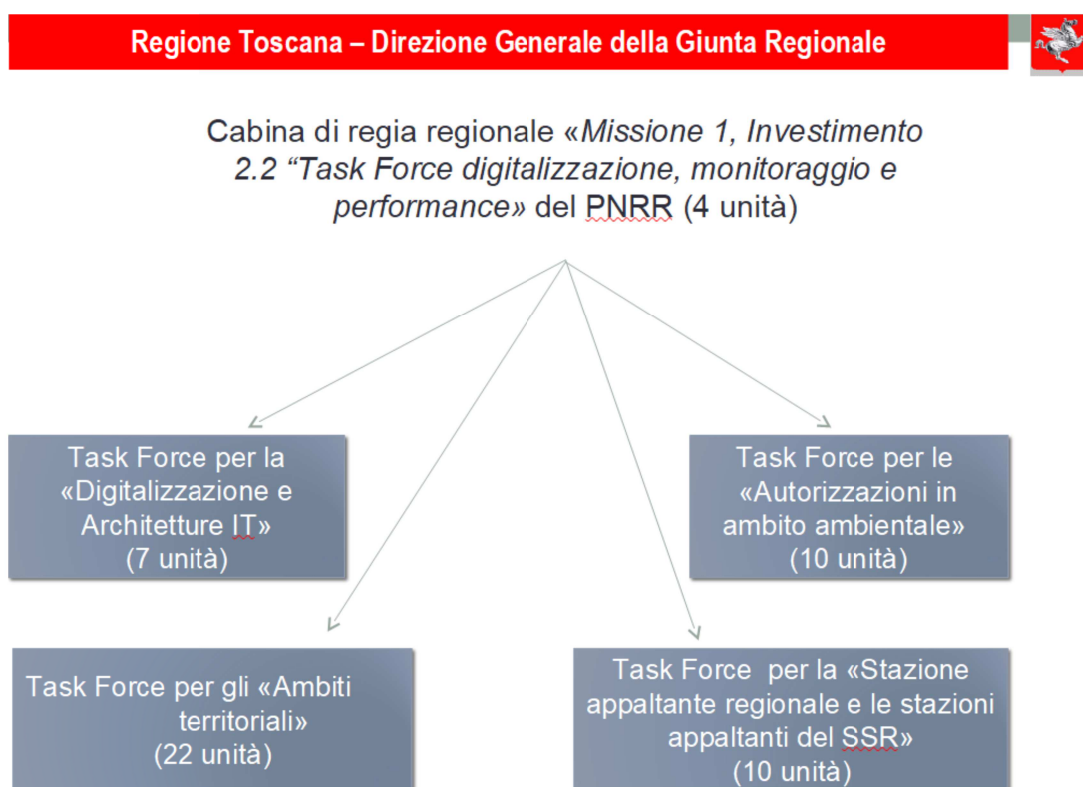 Regione Toscana – Direzione Generale della Giunta Regionale
Cabina di regia regionale «Missione 1, Investimento
2.2 “Task Force digitalizzazione, monitoraggio e
performance» del PNRR (4 unità)
Task Force per la
«Digitalizzazione e
Architetture IT»
(7 unità)
Task Force per le
«Autorizzazioni in
ambito ambientale»
(10 unità)
Task Force per gli «Ambiti
territoriali»
(22 unità)
Task Force per la «Stazione
appaltante regionale e le stazioni
appaltanti del SSR»
(10 unità)